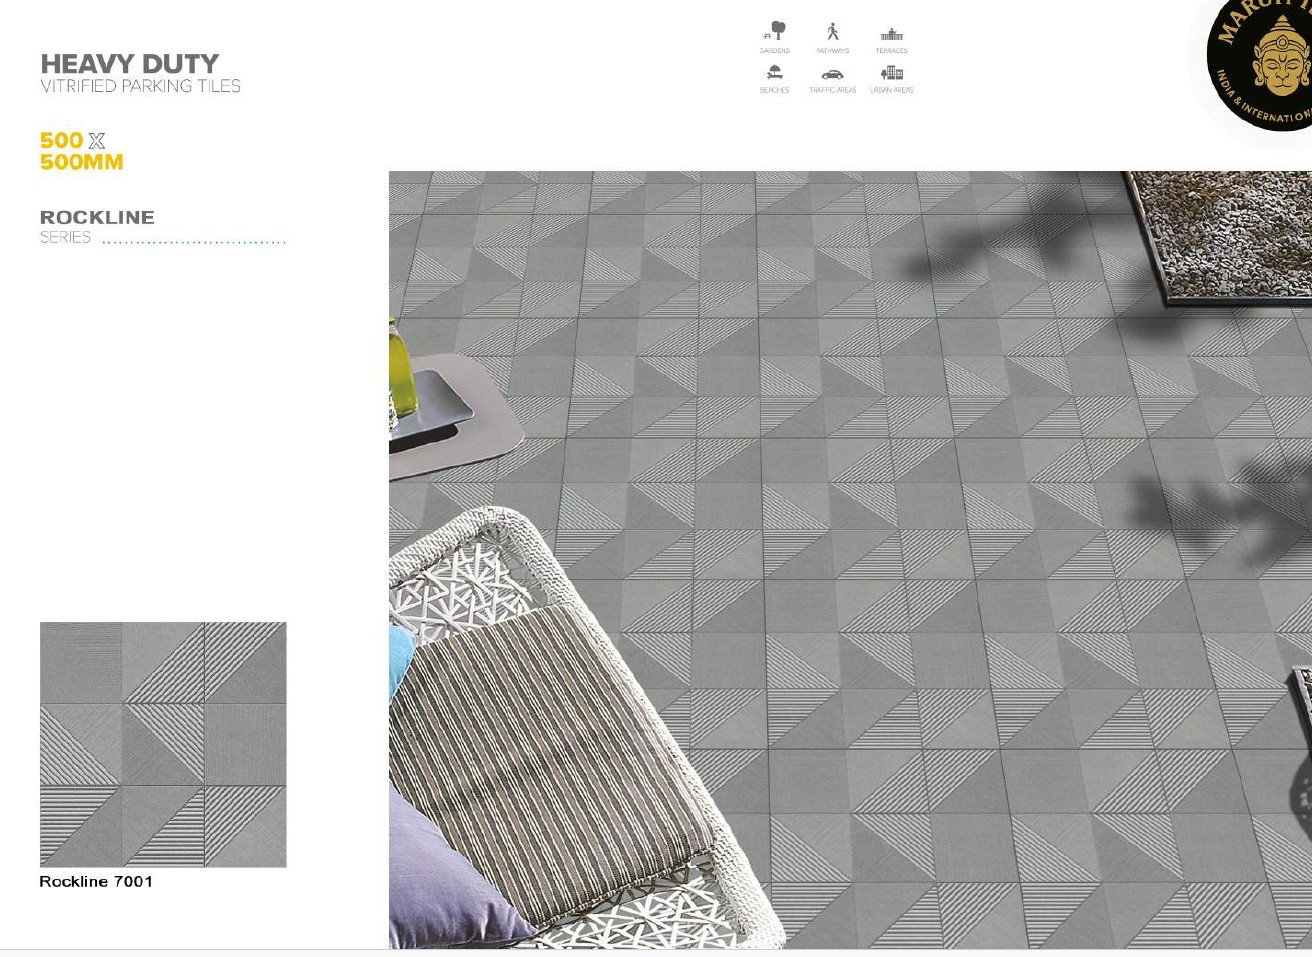 HEAVY DUTY
VITRIFIED PARKING TILES
500 X
500MM
ROCKLINE
SERIES
GARDENS PATHWAYS TERRACES
BEACHES TRAFFIC AREAS URBAN AREAS
MARUTI
INDIA &
Rockline 7001